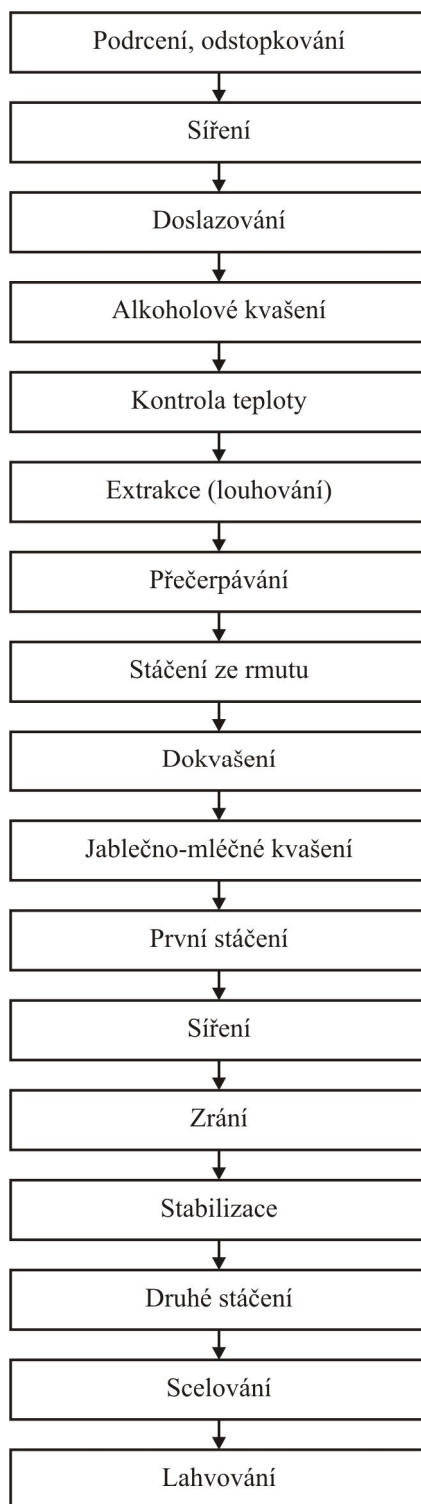 Podrcení, odstopkování
Síření
Doslazování
Alkoholové kvašení
Kontrola teploty
Extrakce (louhování)
Přečerpávání
Stáčení ze rmutu
Dokvašení
Jablečno-mléčné kvašení
První stáčení
Síření
Zrání
Stabilizace
Druhé stáčení
Scelování
Lahvování